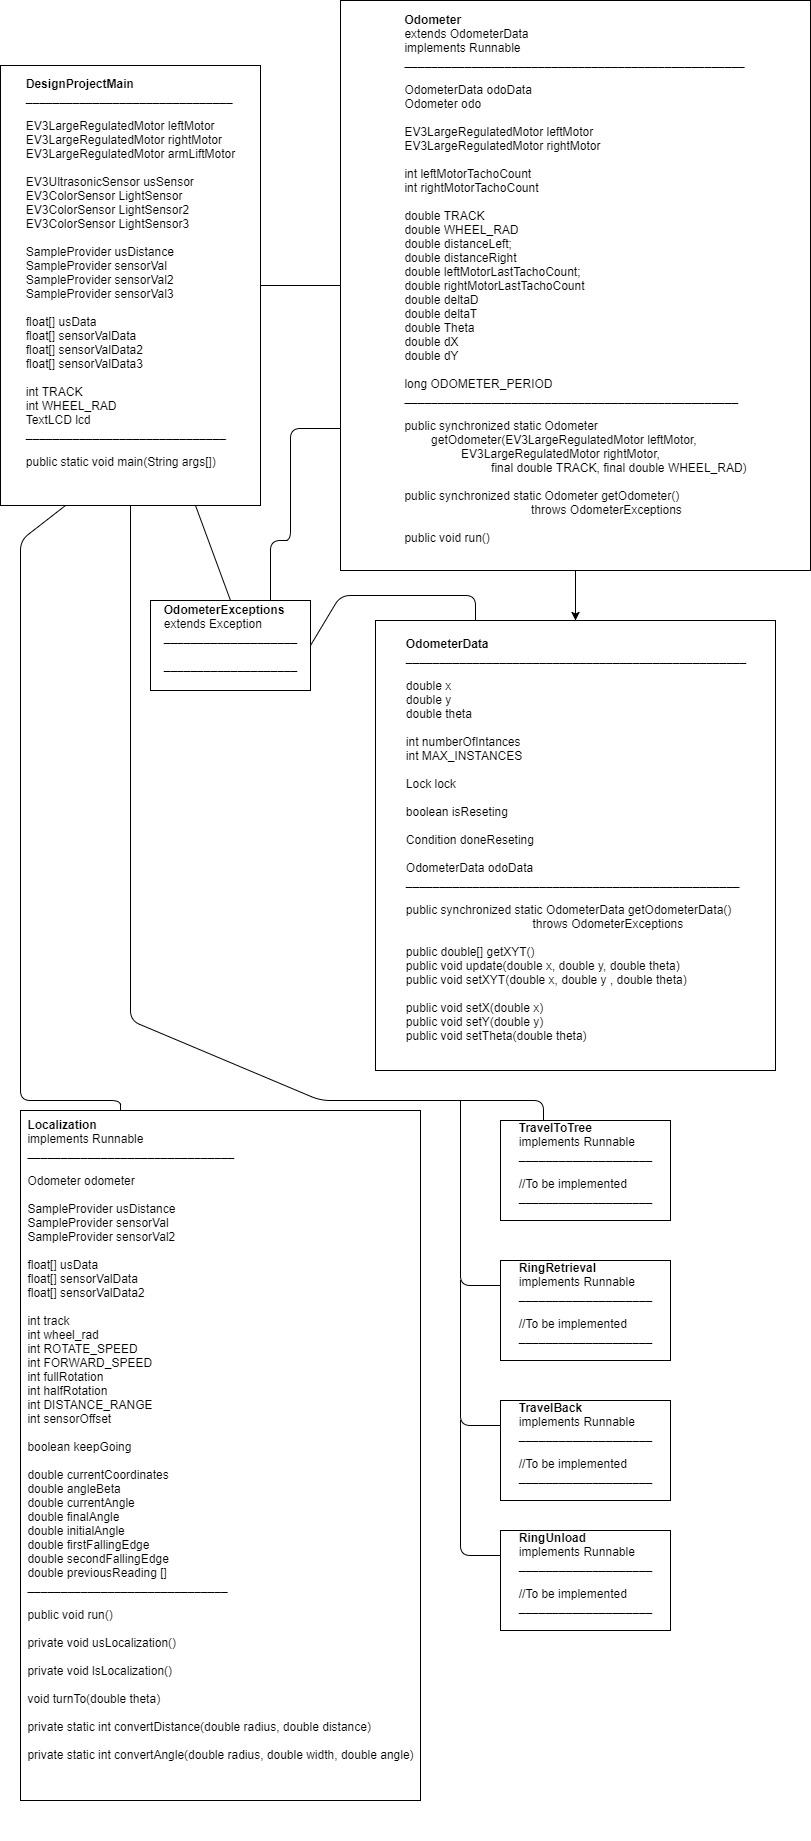 Odometer
extends OdometerData
implements Runnable
OdometerData odoData
Odometer odo
EV3LargeRegulatedMotor leftMotor
EV3LargeRegulatedMotor rightMotor
int leftMotorTachoCount
int rightMotorTachoCount
double TRACK
double WHEEL_RAD
double distanceLeft;
double distanceRight
double leftMotorLastTachoCount;
double rightMotorLastTachoCount
double deltaD
double deltaT
double Theta
double dX
double dY
long ODOMETER_PERIOD
public synchronized static Odometer
getOdometer(EV3LargeRegulatedMotor leftMotor,
EV3LargeRegulatedMotor rightMotor,
final double TRACK, final double WHEEL_RAD)
public synchronized static Odometer getOdometer()
throws OdometerExceptions
public void run()
DesignProjectMain
EV3LargeRegulatedMotor leftMotor
EV3LargeRegulatedMotor rightMotor
EV3LargeRegulatedMotor armLiftMotor
EV3UltrasonicSensor usSensor
EV3ColorSensor LightSensor
EV3ColorSensor LightSensor2
EV3ColorSensor LightSensor3
SampleProvider usDistance
SampleProvider sensorVal
SampleProvider sensorVal2
SampleProvider sensorVal3
float[] usData
float[] sensorValData
float[] sensorValData2
float[] sensorValData3
int TRACK
int WHEEL_RAD
TextLCD lcd
public static void main(String args[])
OdometerExceptions
extends Exception
OdometerData
double x
double y
double theta
int numberOfIntances
int MAX_INSTANCES
Lock lock
boolean isReseting
Condition doneReseting
OdometerData odoData
public synchronized static OdometerData getOdometerData()
throws OdometerExceptions
public double[] getXYT()
public void update(double x, double y, double theta)
public void setXYT(double x, double y , double theta)
public void setX(double x)
public void setY(double y)
public void setTheta(double theta)
Localization
implements Runnable
Odometer odometer
SampleProvider usDistance
SampleProvider sensorVal
SampleProvider sensorVal2
float[] usData
float[] sensorValData
float[] sensorValData2
int track
int wheel_rad
int ROTATE_SPEED
int FORWARD_SPEED
int fullRotation
int halfRotation
int DISTANCE_RANGE
int sensorOffset
boolean keepGoing
double currentCoordinates
double angleBeta
double currentAngle
double finalAngle
double initialAngle
double firstFallingEdge
double secondFallingEdge
double previousReading []
public void run()
private void usLocalization()
private void lsLocalization()
void turnTo(double theta)
private static int convertDistance(double radius, double distance)
private static int convertAngle(double radius, double width, double angle)
TravelToTree
implements Runnable
//To be implemented
RingRetrieval
implements Runnable
//To be implemented
TravelBack
implements Runnable
//To be implemented
RingUnload
implements Runnable
//To be implemented